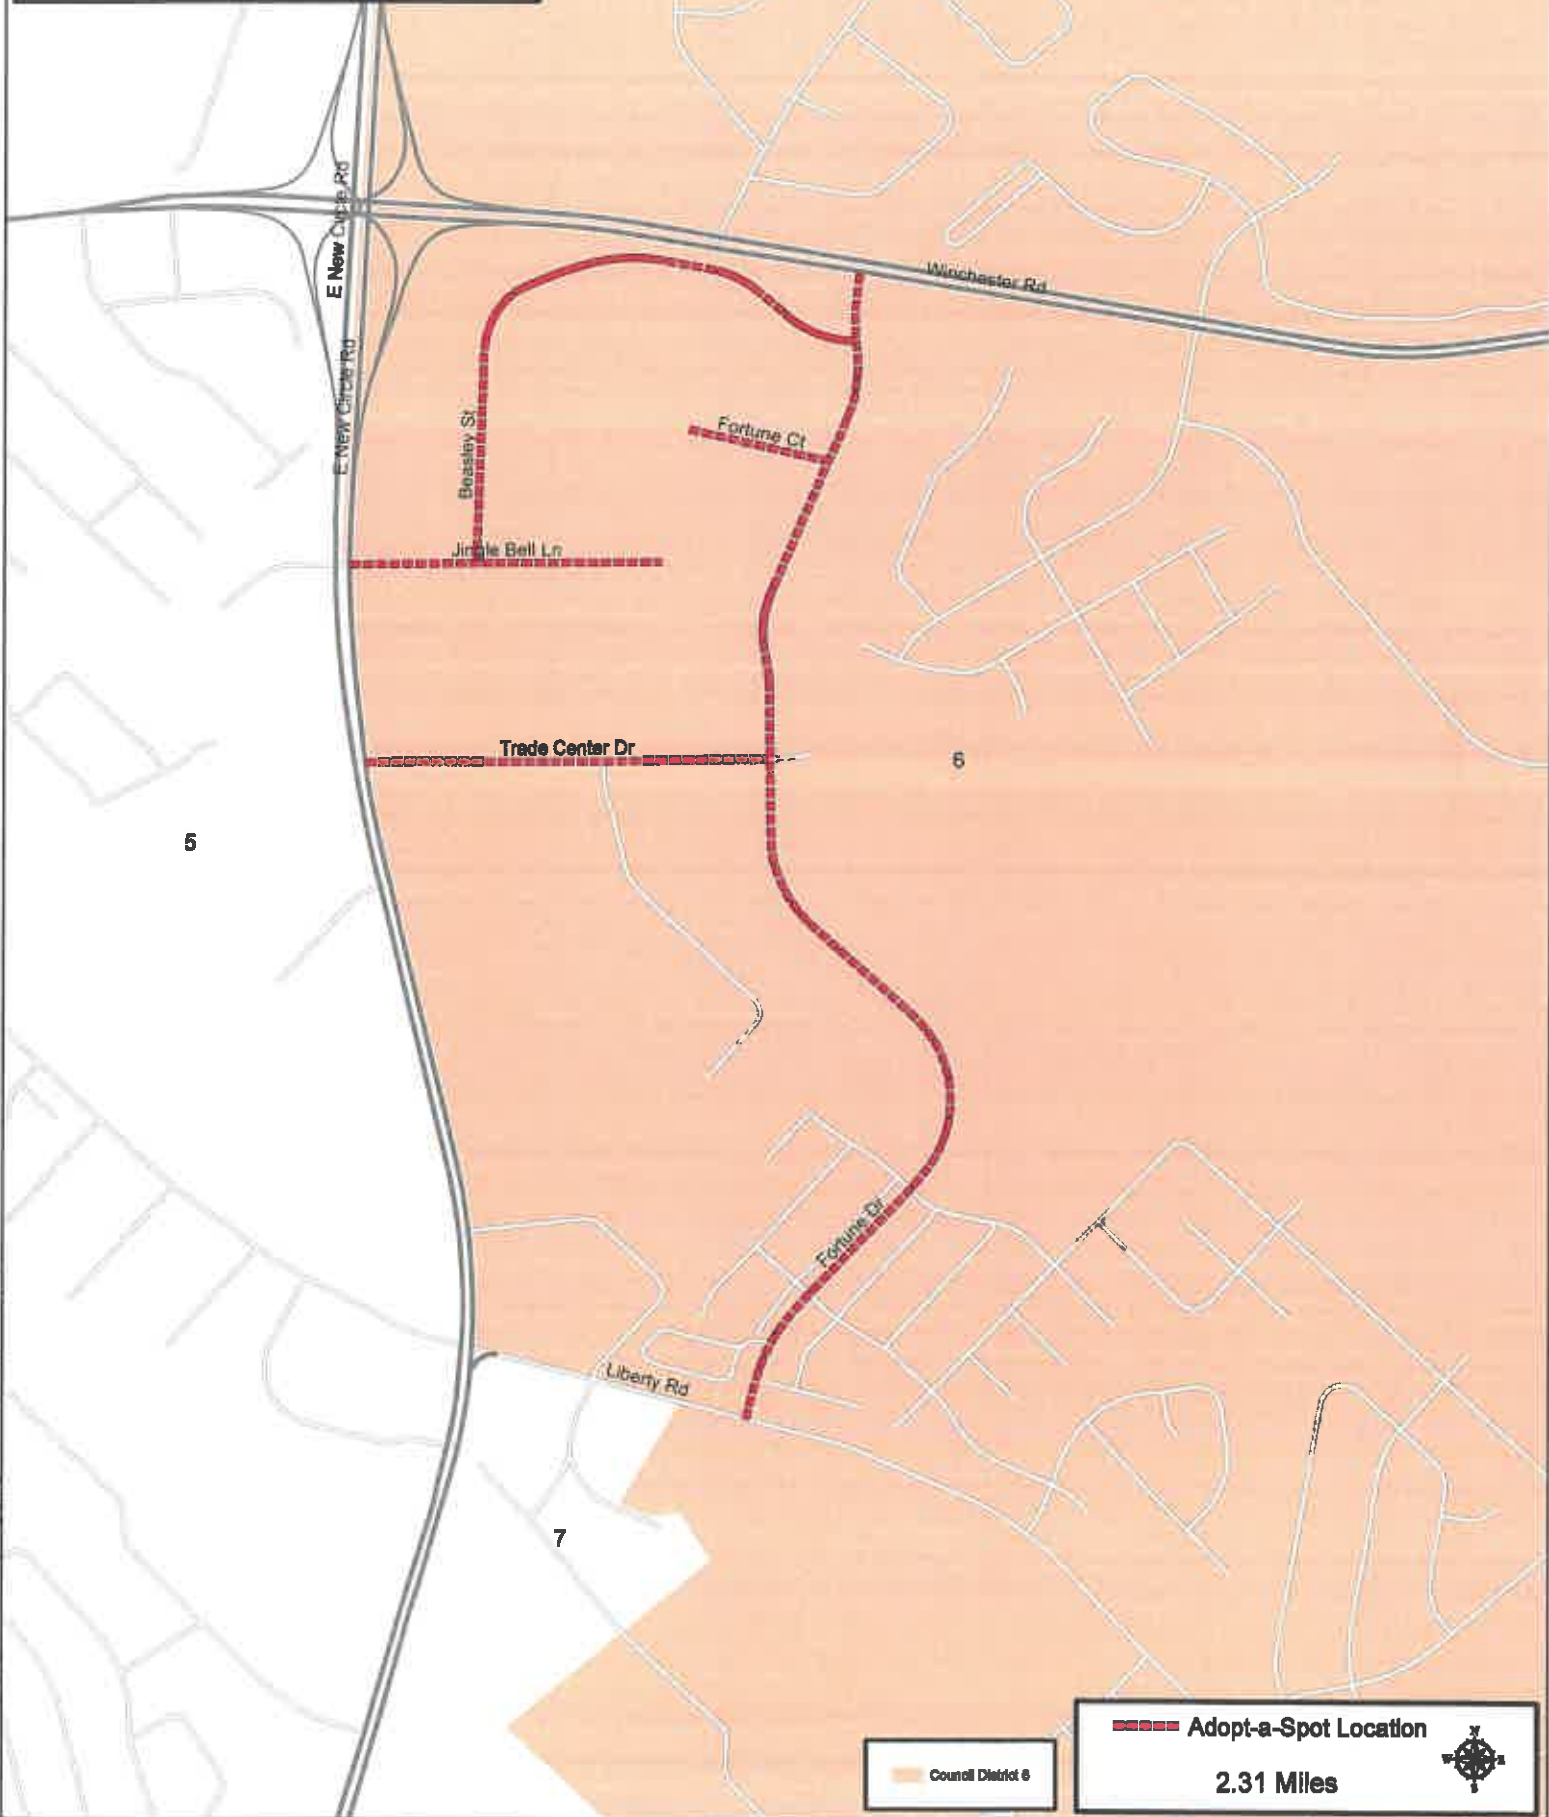 E New Circle Rd
Winchester Rd
E New Circle Rd
Beasley St
Fortune Ct
Jingle Bell Ln
Trade Center Dr
6
5
Fortune Dr
Liberty Rd
7
Adopt-a-Spot Location
N
W
E
S
2.31 Miles
Council District 6